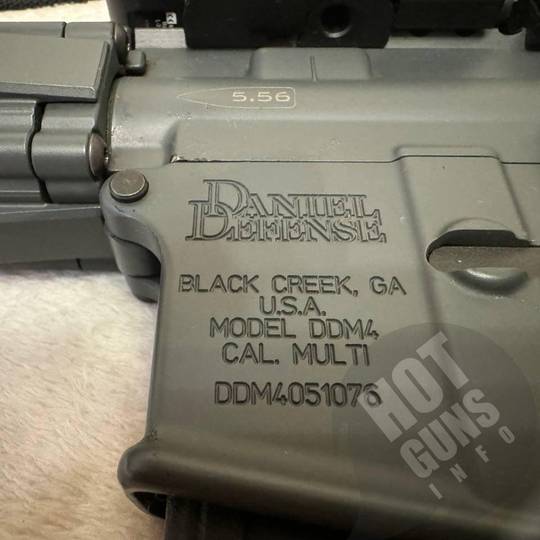 5.56
DANIEL
DEFENSE
BLACK CREEK, GA
U.S.A.
MODEL DDM4
CAL. MULTI
DDM4051076
HOT
GUNS
INFO